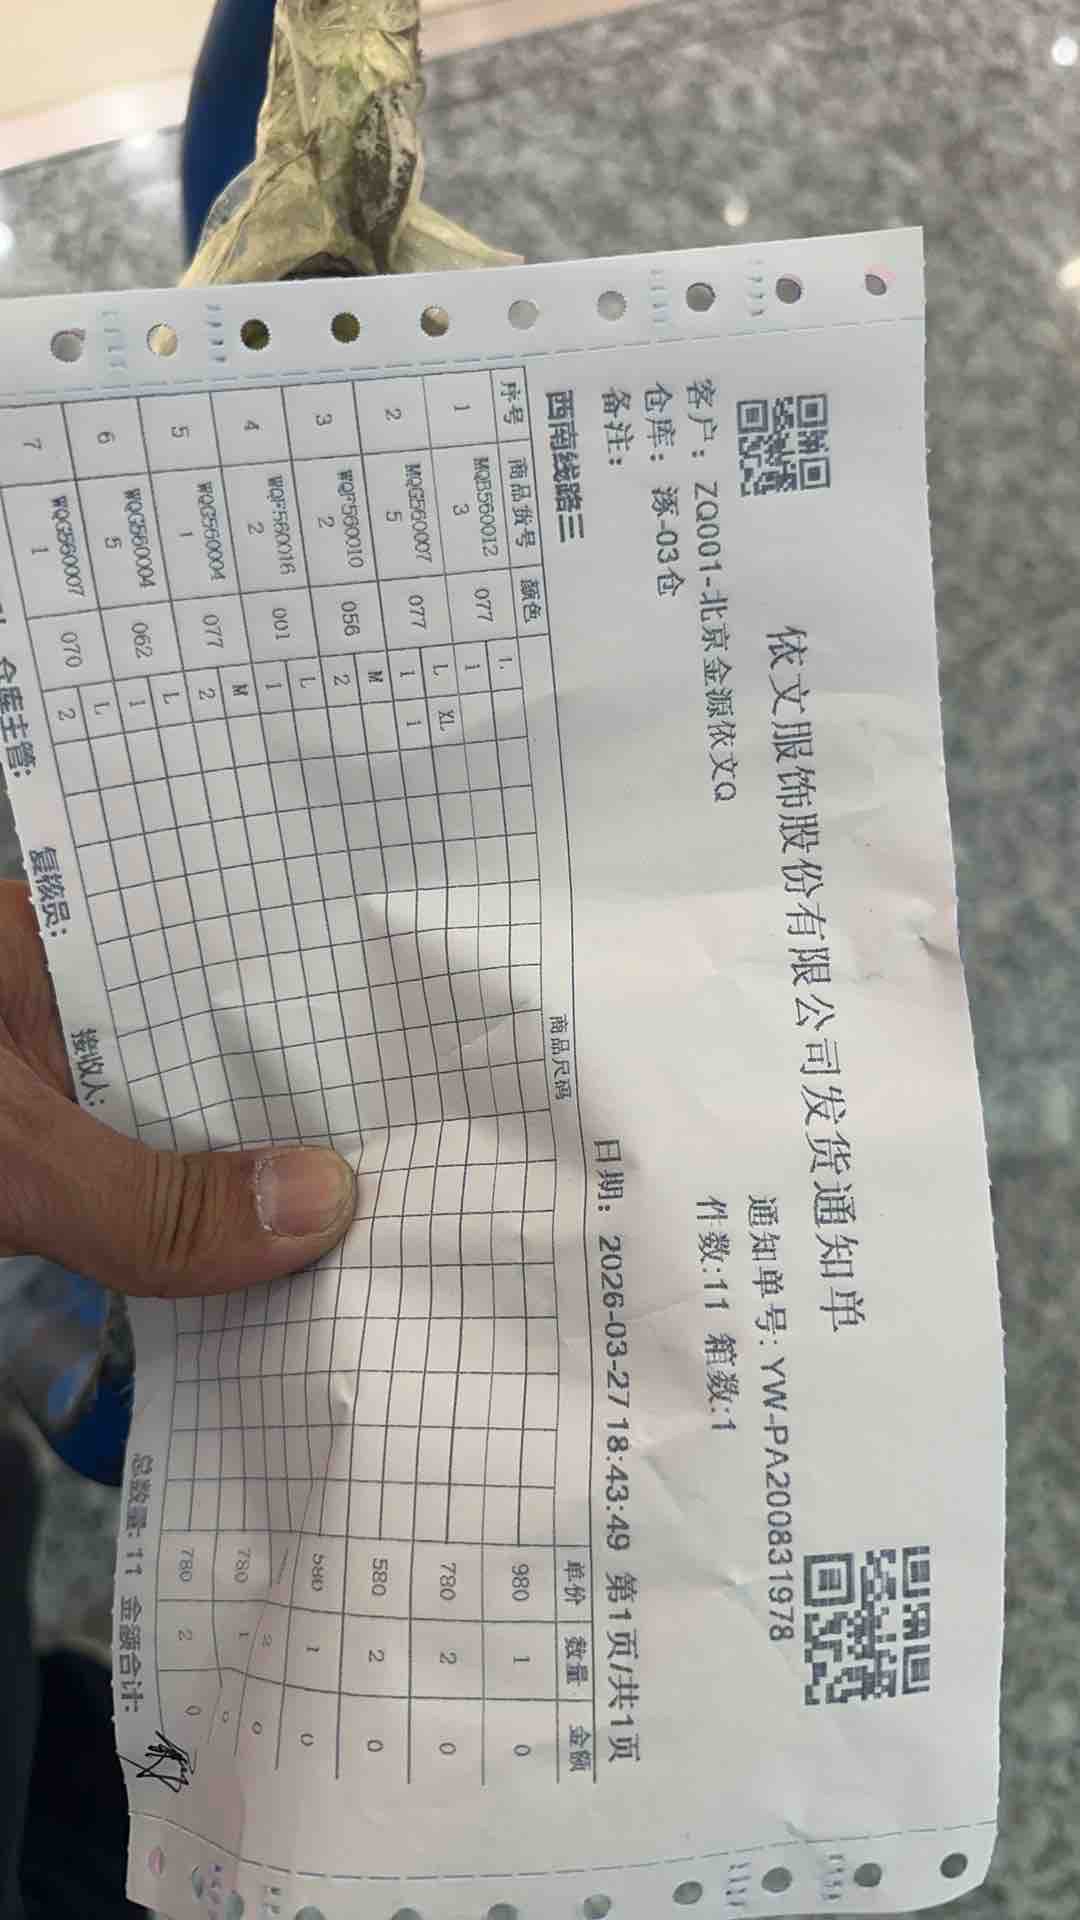 依文服饰股份有限公司发货通知单
客户：ZQ001-北京金源依文Q 通知单号：YW-PA200831978
仓库：涿-03仓 件数:11 箱数:1
备注：
西南线路三 日期：2026-03-27 18:43:49 第1页/共1页
序号 商品货号 颜色 商品尺码 单价 数量 金额
L
1 MQB560012 3 077 1 980 1 0
L XL
2 MQG560007 5 077 1 1 780 2 0
M
3 WQF560010 2 056 2 580 2 0
L
4 WQF560016 2 001 1 580 1 0
M
5 WQG560004 1 077 2 2 0
L
6 WQG560004 5 062 1 780 1 0
L
7 WQG560007 1 070 2 780 2 0
总数量: 11 金额合计:
仓库主管: 复核员: 接收人: